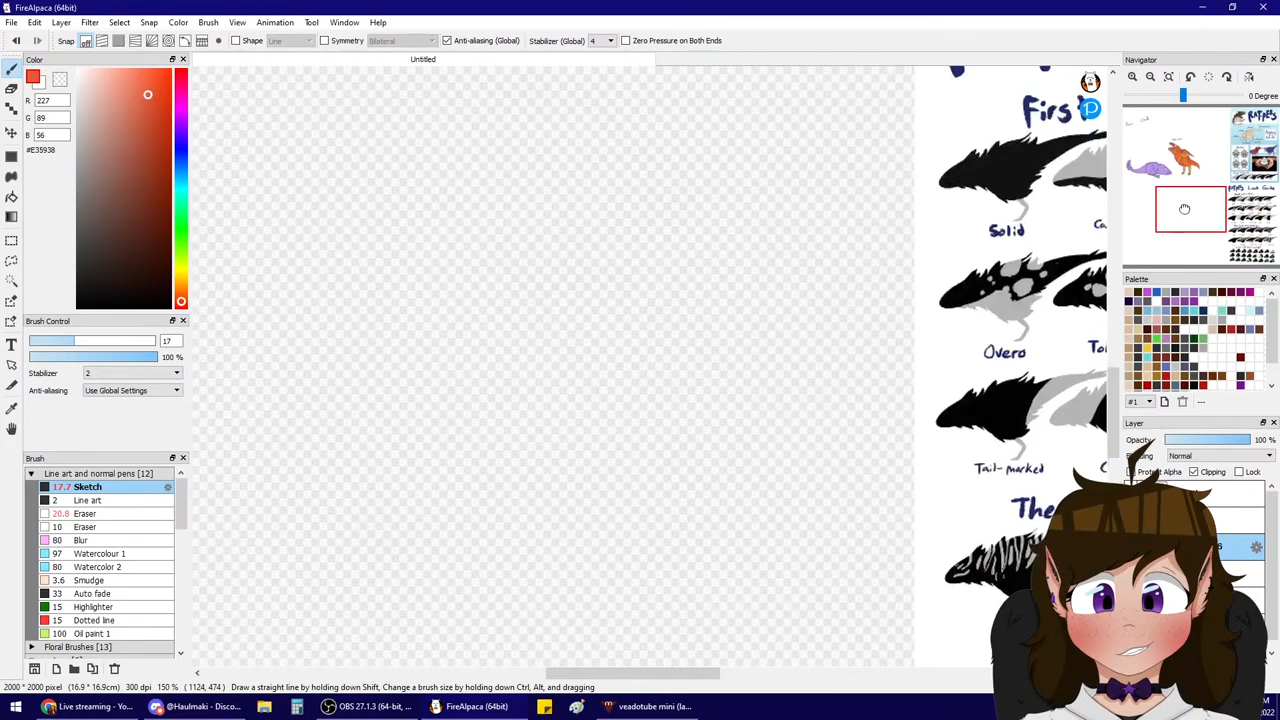 FireAlpaca (64bit)
File Edit Layer Filter Select Snap Color Brush View Animation Tool Window Help
Snap off Shape Line Symmetry Bilateral Anti-aliasing (Global) Stabilizer (Global) 4 Zero Pressure on Both Ends
Color Untitled Navigator
R 227
G 89
B 56
#E35938
0 Degree
RATPEGS
Look Guide
First
Solid
Overo
Tail-marked
The
Brush Control
17
100 %
Stabilizer 2
Anti-aliasing Use Global Settings
Palette
#1 ---
Layer
Opacity 100 %
Blending Normal
Protect Alpha Clipping Lock
Brush
Line art and normal pens [12]
17.7 Sketch
2 Line art
20.8 Eraser
10 Eraser
80 Blur
97 Watercolour 1
80 Watercolor 2
3.6 Smudge
33 Auto fade
15 Highlighter
15 Dotted line
100 Oil paint 1
Floral Brushes [13]
2000 * 2000 pixel (16.9 * 16.9cm) 300 dpi 150 % (1124, 474) Draw a straight line by holding down Shift, Change a brush size by holding down Ctrl, Alt, and dragging
Live streaming - Yo... @Haulmaki - Disco... OBS 27.1.3 (64-bit, ... FireAlpaca (64bit) veadotube mini (la...